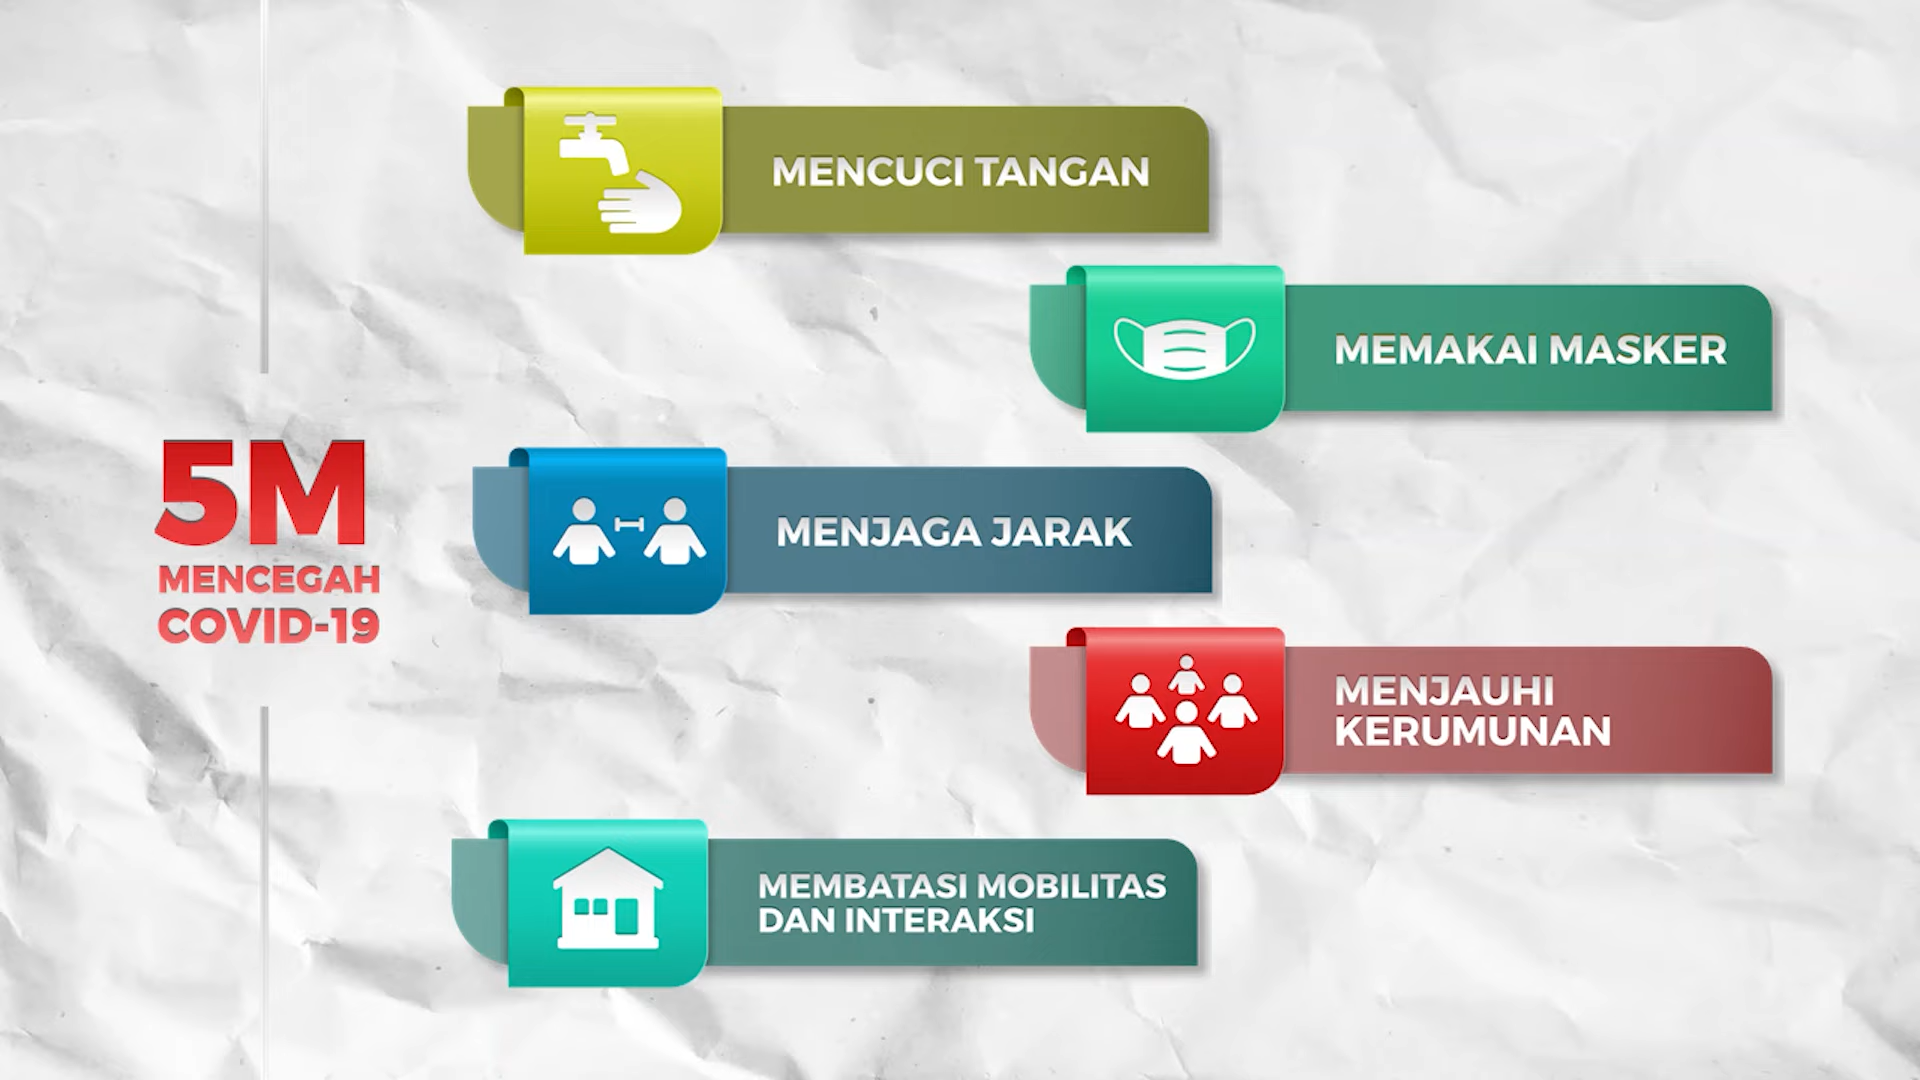 5M
MENCEGAH
COVID-19
MENCUCI TANGAN
MEMAKAI MASKER
MENJAGA JARAK
MENJAUHI
KERUMUNAN
MEMBATASI MOBILITAS
DAN INTERAKSI